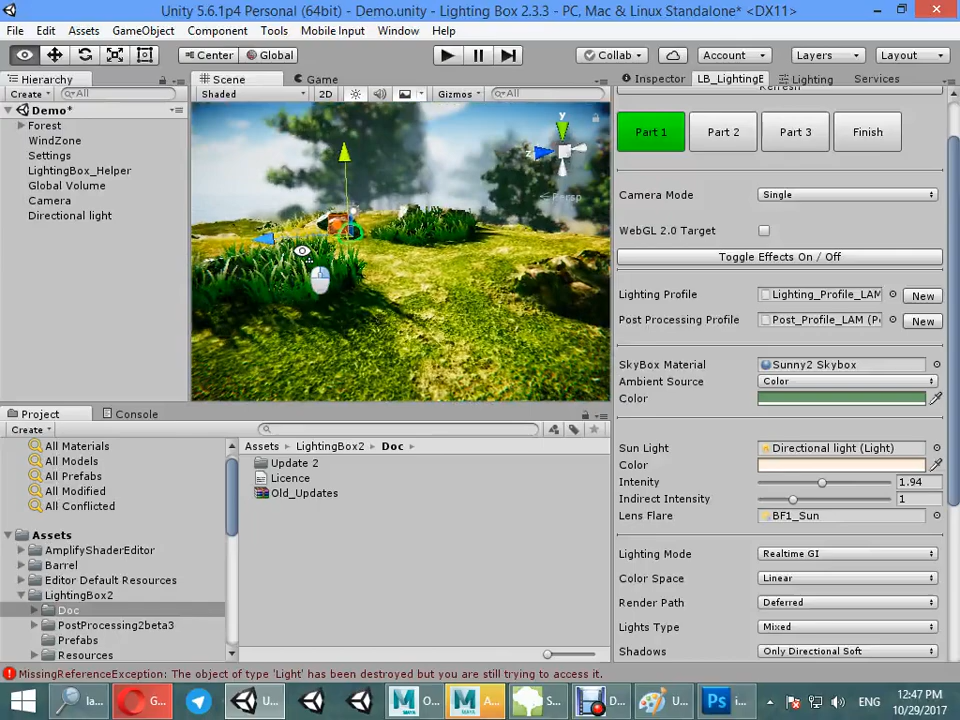 Unity 5.6.1p4 Personal (64bit) - Demo.unity - Lighting Box 2.3.3 - PC, Mac & Linux Standalone* <DX11>
File Edit Assets GameObject Component Tools Mobile Input Window Help
Center Global Collab Account Layers Layout
Hierarchy Scene Game Inspector LB_LightingE Lighting Services
Create All Shaded 2D Gizmos All Refresh
Demo*
Forest
WindZone
Settings
LightingBox_Helper
Global Volume
Camera
Directional light
y
z
Persp
Part 1 Part 2 Part 3 Finish
Camera Mode Single
WebGL 2.0 Target
Toggle Effects On / Off
Lighting Profile Lighting_Profile_LAM New
Post Processing Profile Post_Profile_LAM (P New
SkyBox Material Sunny2 Skybox
Ambient Source Color
Color
Sun Light Directional light (Light)
Color
Intenity 1.94
Indirect Intensity 1
Lens Flare BF1_Sun
Lighting Mode Realtime GI
Color Space Linear
Render Path Deferred
Lights Type Mixed
Shadows Only Directional Soft
Project Console
Create
All Materials
All Models
All Prefabs
All Modified
All Conflicted
Assets
AmplifyShaderEditor
Barrel
Editor Default Resources
LightingBox2
Doc
PostProcessing2beta3
Prefabs
Resources
Assets LightingBox2 Doc
Update 2
Licence
Old_Updates
MissingReferenceException: The object of type 'Light' has been destroyed but you are still trying to access it.
la... G... U... O... A... S... D... U... Ps i... ENG 12:47 PM
10/29/2017